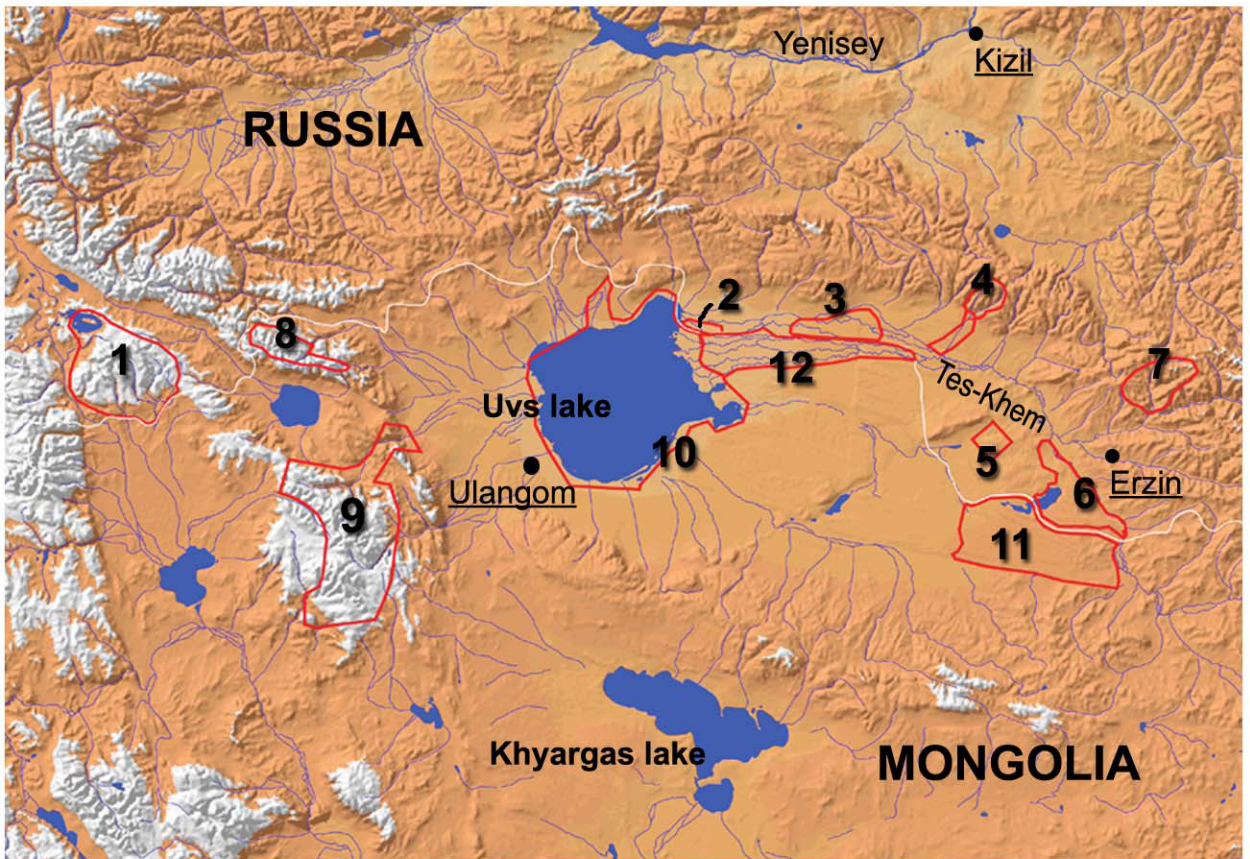 Yenisey
Kizil
RUSSIA
2
3
4
8
1
7
12
Tes-Khem
Uvs lake
10
5
Ulangom
Erzin
6
9
11
Khyargas lake
MONGOLIA